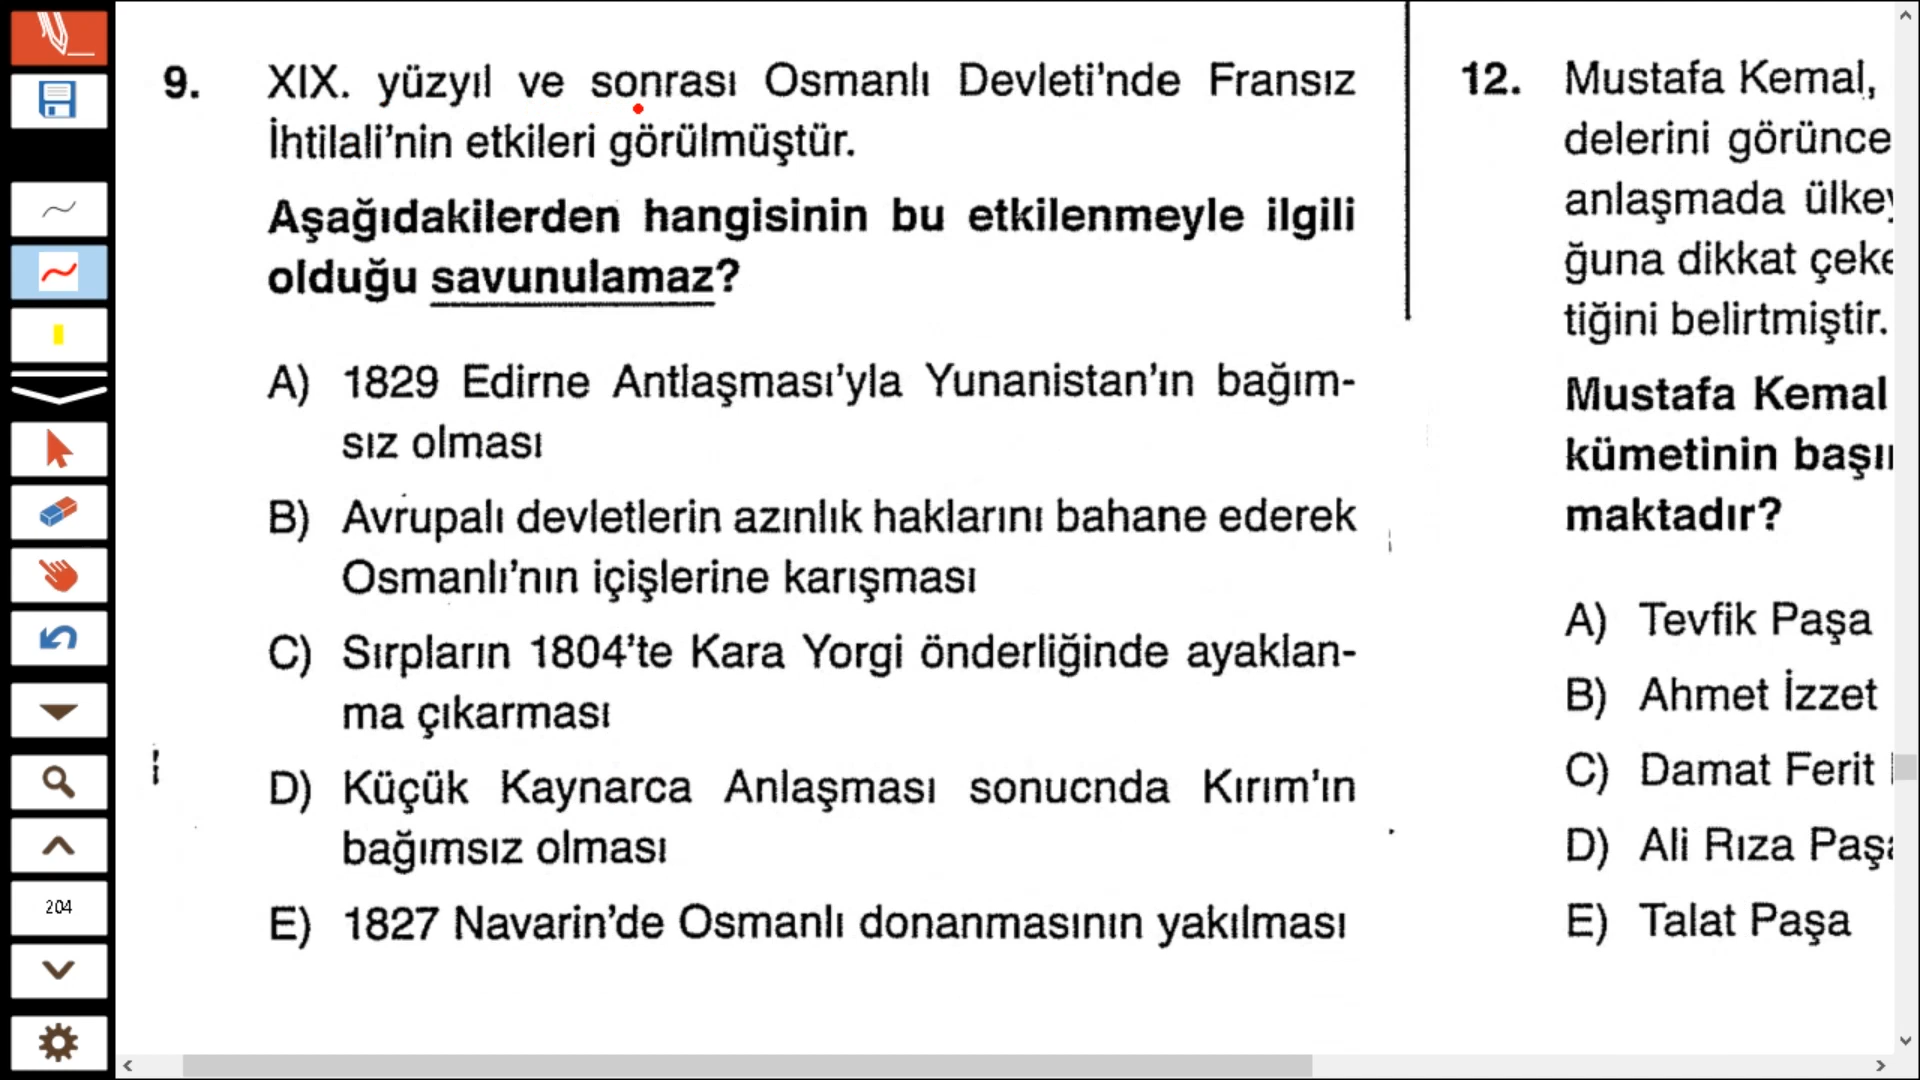 9. XIX. yüzyıl ve sonrası Osmanlı Devleti'nde Fransız
İhtilali'nin etkileri görülmüştür.
Aşağıdakilerden hangisinin bu etkilenmeyle ilgili
olduğu savunulamaz?
A) 1829 Edirne Antlaşması'yla Yunanistan'ın bağım-
sız olması
B) Avrupalı devletlerin azınlık haklarını bahane ederek
Osmanlı'nın içişlerine karışması
C) Sırpların 1804'te Kara Yorgi önderliğinde ayaklan-
ma çıkarması
D) Küçük Kaynarca Anlaşması sonucnda Kırım'ın
bağımsız olması
E) 1827 Navarin'de Osmanlı donanmasının yakılması
12. Mustafa Kemal,
delerini görünce
anlaşmada
ğuna dikkat
tiğini belirtmiştir.
Mustafa Kemal
kümetinin
maktadır?
A) Tevfik Paşa
B) Ahmet İzzet
C) Damat Ferit
D) Ali Rıza
E) Talat Paşa
204